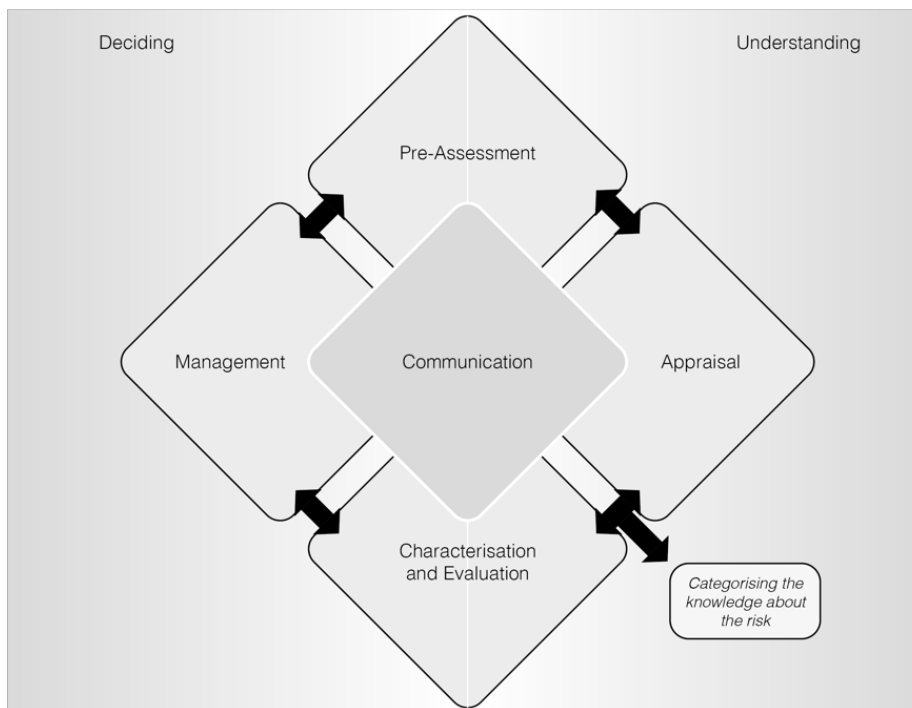 Deciding
Understanding
Pre-Assessment
Management
Communication
Appraisal
Characterisation
and Evaluation
Categorising the
knowledge about
the risk